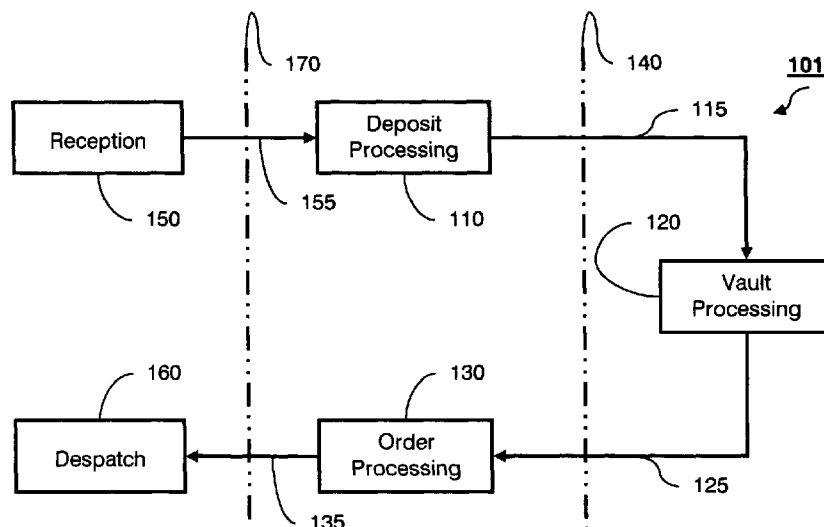 170
140
101
Reception
Deposit
Processing
115
150
155
110
120
Vault
Processing
160
130
Despatch
Order
Processing
135
125